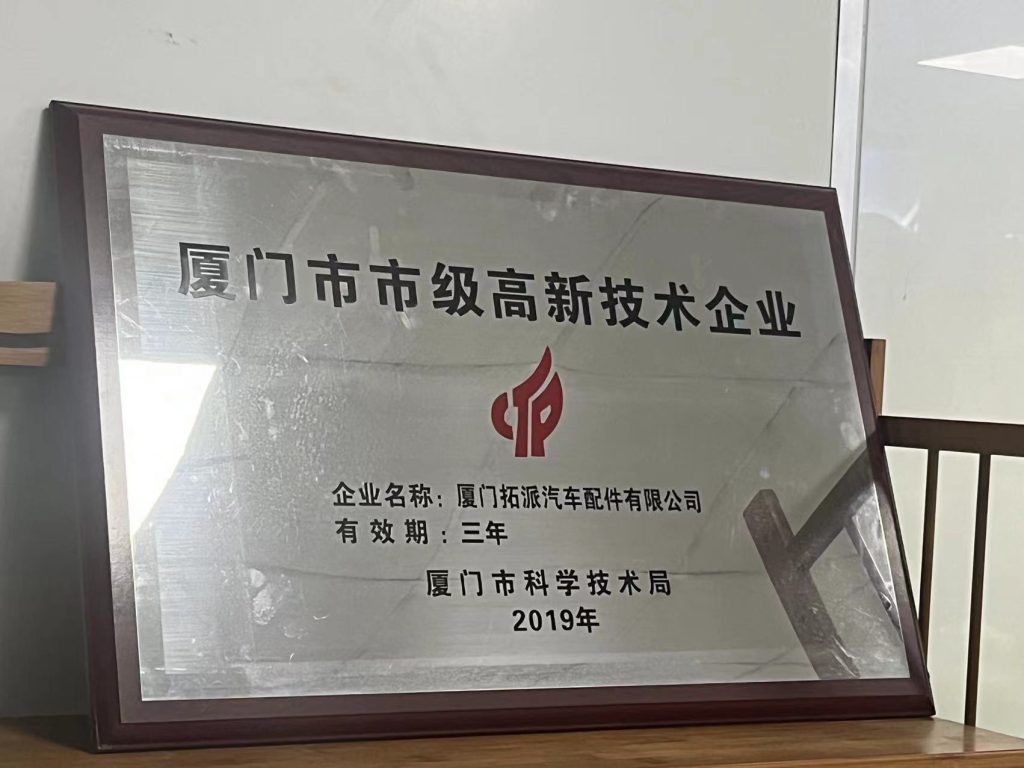 厦门市市级高新技术企业
企业名称：厦门拓派汽车配件有限公司
有效期：三年
厦门市科学技术局
2019年